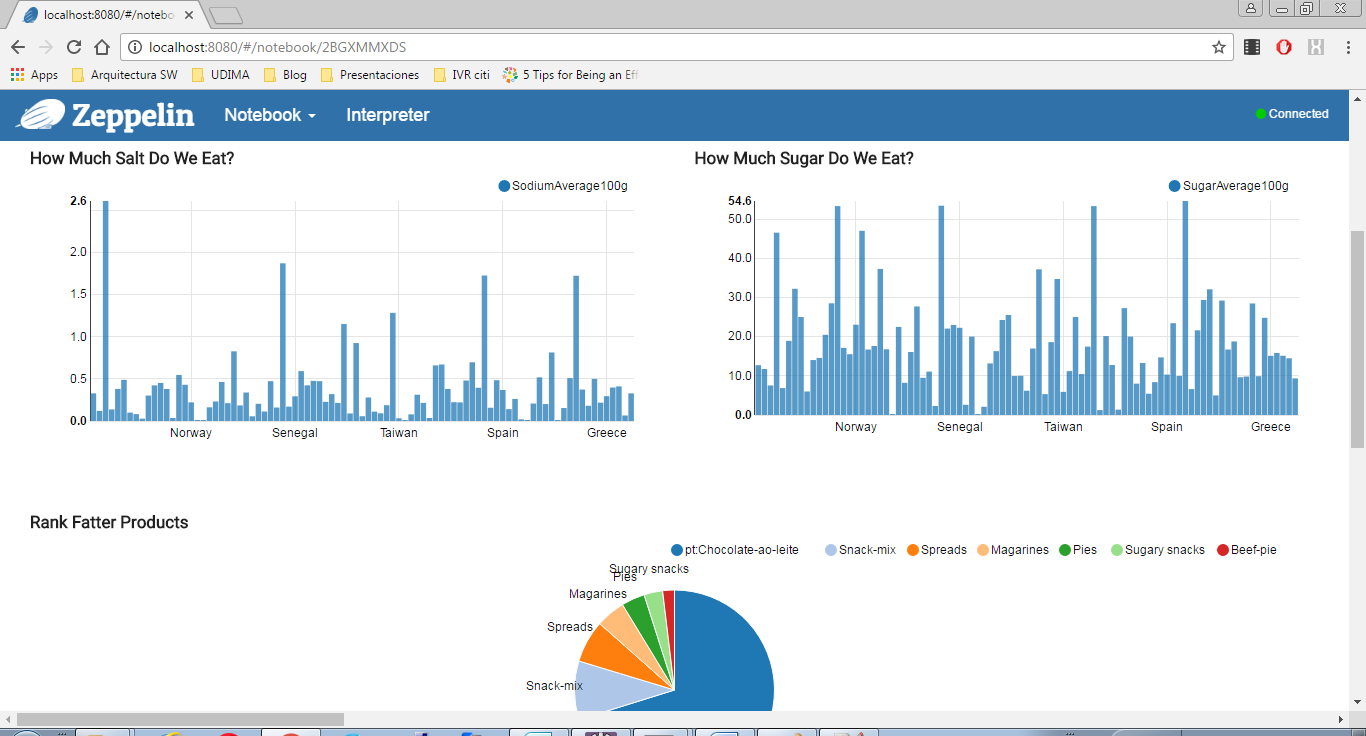 localhost:8080/#/notebo
localhost:8080/#/notebook/2BGXMMXDS
Apps Arquitectura SW UDIMA Blog Presentaciones IVR citi 5 Tips for Being an Eff
Zeppelin Notebook Interpreter Connected
How Much Salt Do We Eat?
SodiumAverage100g
2.6
2.0
1.5
1.0
0.5
0.0
Norway Senegal Taiwan Spain Greece
How Much Sugar Do We Eat?
SugarAverage100g
54.6
50.0
40.0
30.0
20.0
10.0
0.0
Norway Senegal Taiwan Spain Greece
Rank Fatter Products
pt:Chocolate-ao-leite Snack-mix Spreads Magarines Pies Sugary snacks Beef-pie
Sugary snacks
Pies
Magarines
Spreads
Snack-mix